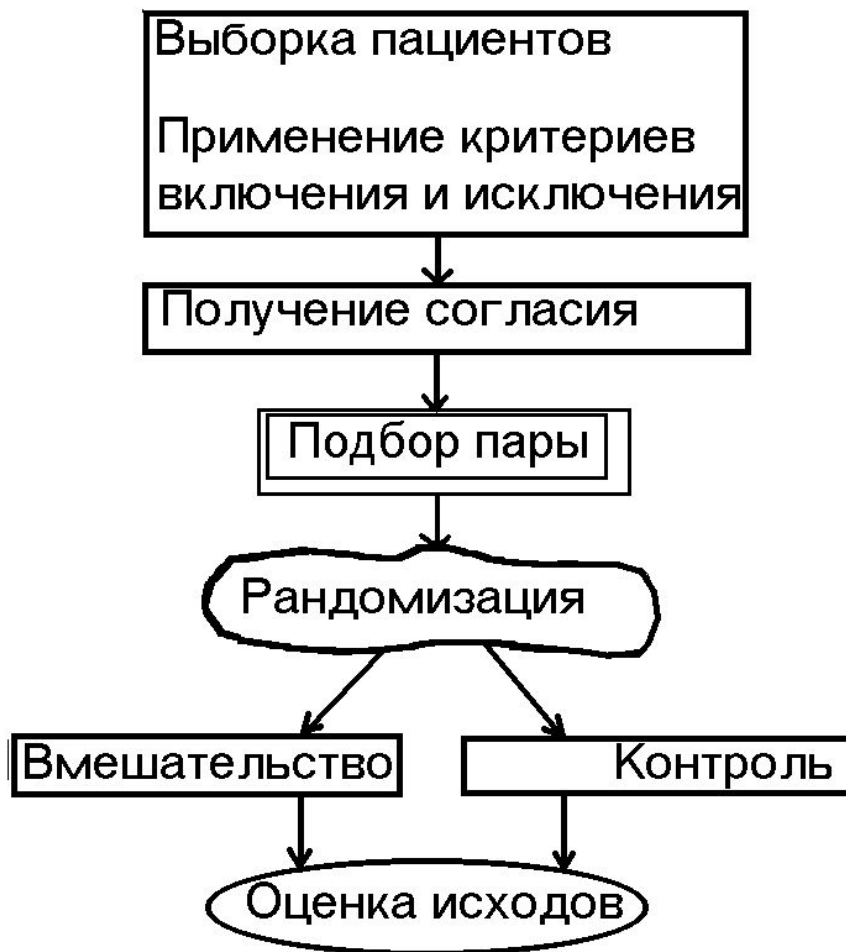 Выборка пациентов
Применение критериев
включения и исключения
Получение согласия
Подбор пары
Рандомизация
Вмешательство
Контроль
Оценка исходов